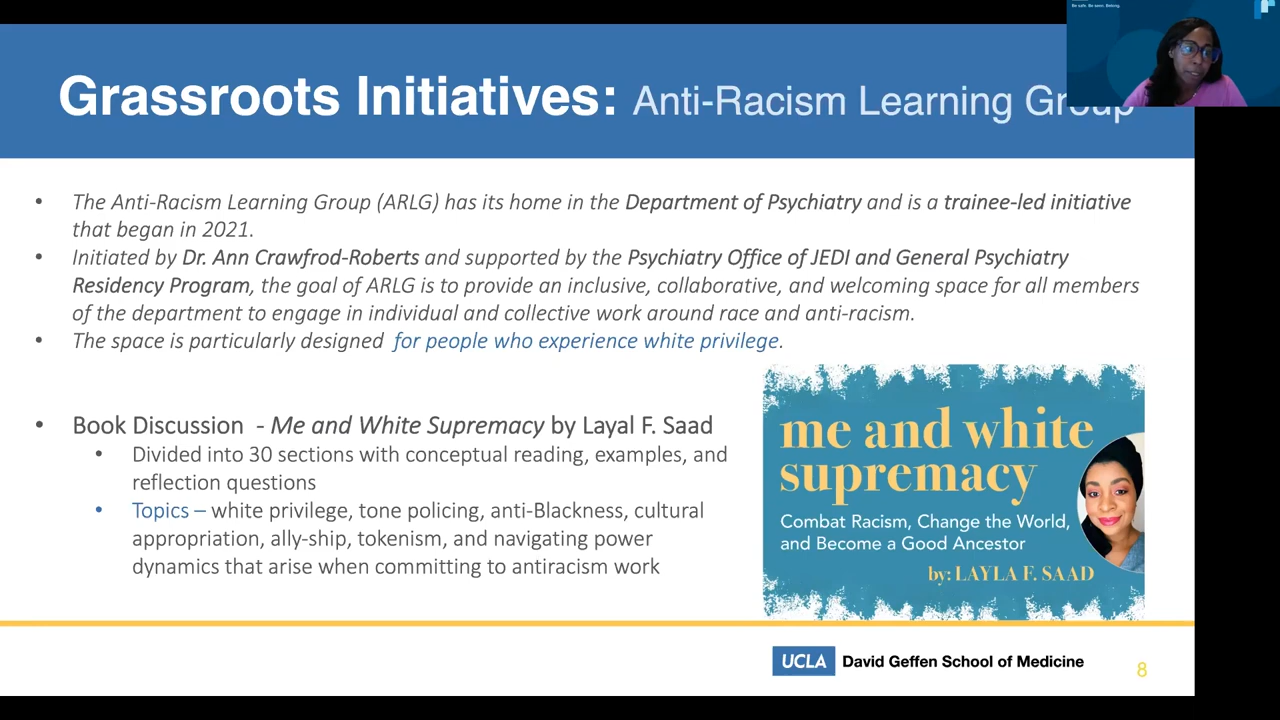 Be safe. Be seen. Belong.
Grassroots Initiatives: Anti-Racism Learning Group
• The Anti-Racism Learning Group (ARLG) has its home in the Department of Psychiatry and is a trainee-led initiative
that began in 2021.
• Initiated by Dr. Ann Crawfrod-Roberts and supported by the Psychiatry Office of JEDI and General Psychiatry
Residency Program, the goal of ARLG is to provide an inclusive, collaborative, and welcoming space for all members
of the department to engage in individual and collective work around race and anti-racism.
• The space is particularly designed for people who experience white privilege.
• Book Discussion - Me and White Supremacy by Layal F. Saad
• Divided into 30 sections with conceptual reading, examples, and
reflection questions
• Topics – white privilege, tone policing, anti-Blackness, cultural
appropriation, ally-ship, tokenism, and navigating power
dynamics that arise when committing to antiracism work
me and white
supremacy
Combat Racism, Change the World,
and Become a Good Ancestor
by: LAYLA F. SAAD
UCLA David Geffen School of Medicine
8